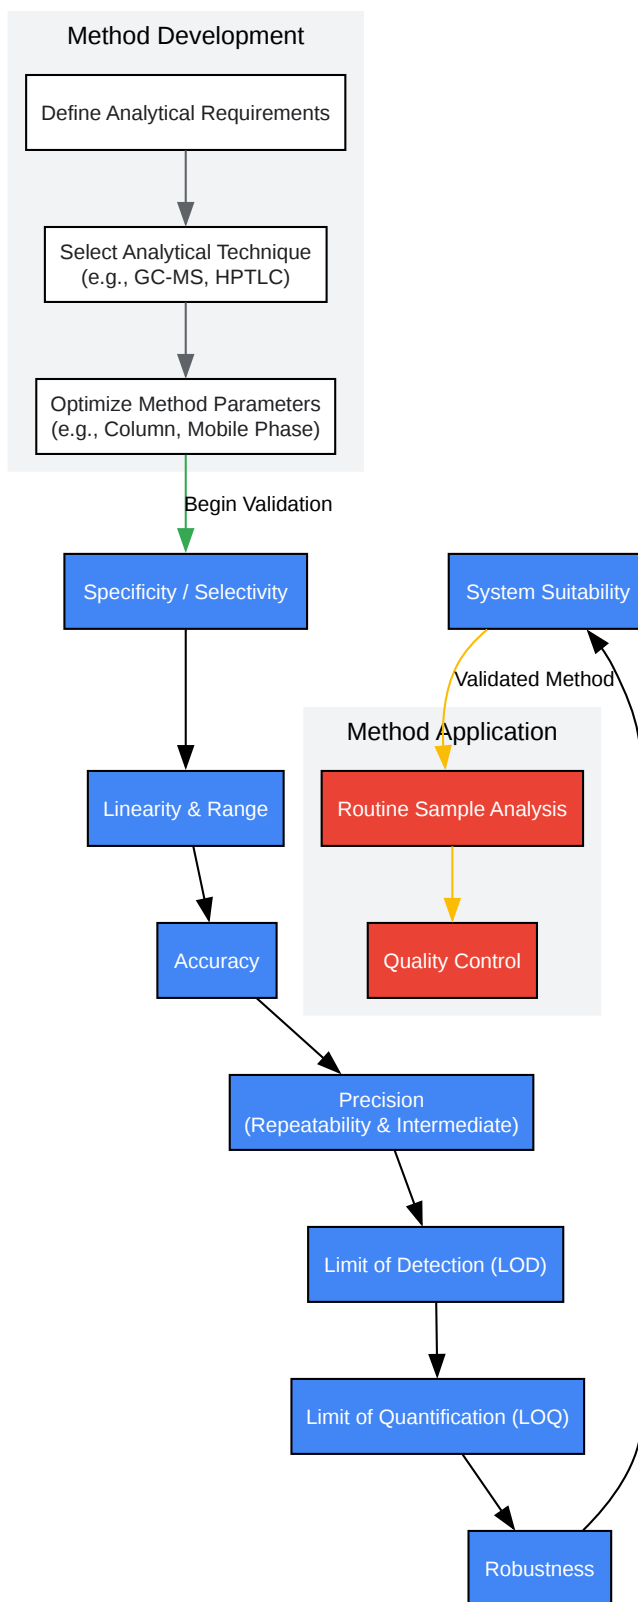 Method Development
Define Analytical Requirements
Select Analytical Technique
(e.g., GC-MS, HPTLC)
Optimize Method Parameters
(e.g., Column, Mobile Phase)
Begin Validation
Specificity / Selectivity
System Suitability
Validated Method
Method Application
Linearity & Range
Routine Sample Analysis
Accuracy
Quality Control
Precision
(Repeatability & Intermediate)
Limit of Detection (LOD)
Limit of Quantification (LOQ)
Robustness